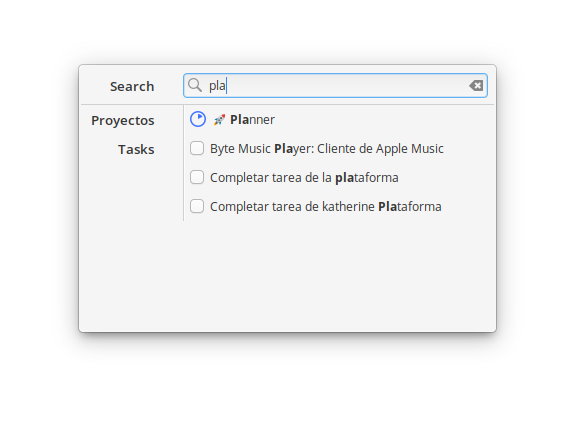 Search pla
Proyectos 🚀 Planner
Tasks Byte Music Player: Cliente de Apple Music
Completar tarea de la plataforma
Completar tarea de katherine Plataforma